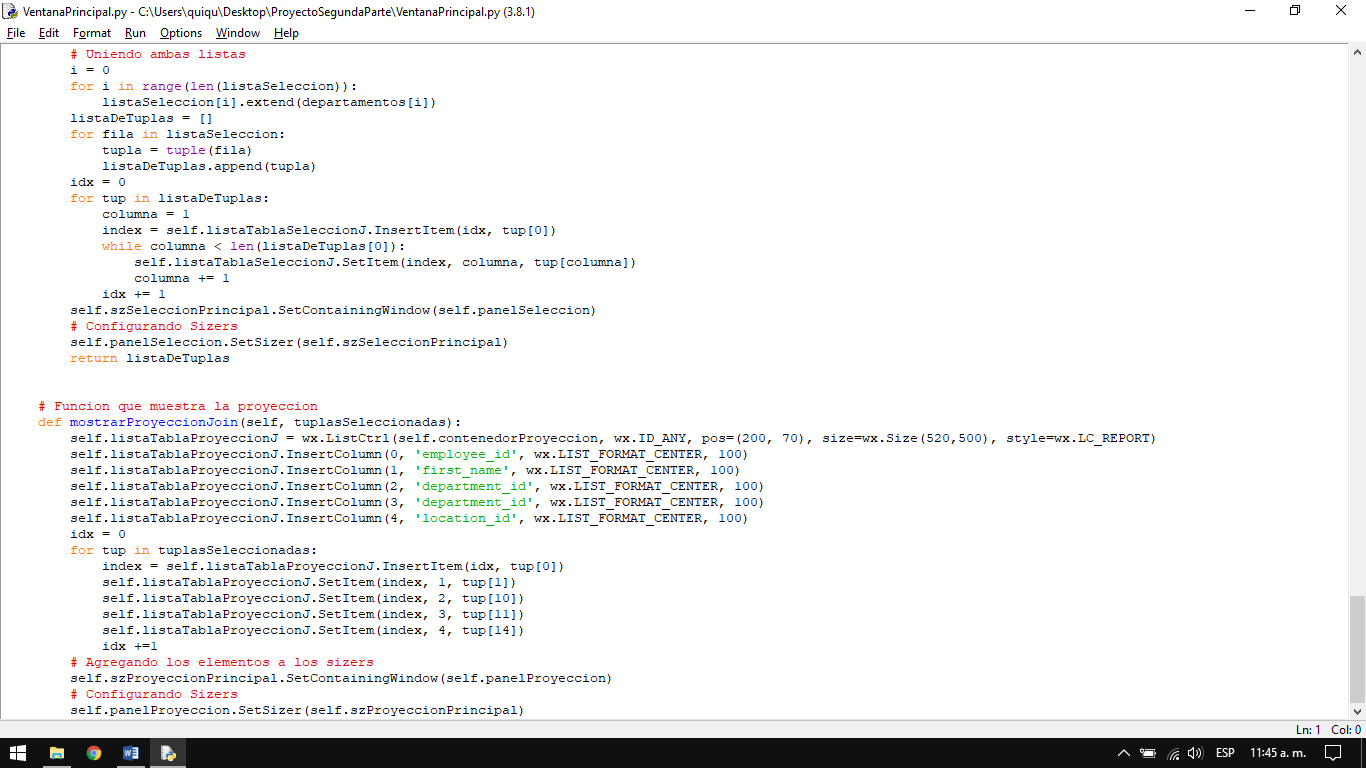 VentanaPrincipal.py - C:\Users\quiqu\Desktop\ProyectoSegundaParte\VentanaPrincipal.py (3.8.1)
File Edit Format Run Options Window Help
        # Uniendo ambas listas
        i = 0
        for i in range(len(listaSeleccion)):
            listaSeleccion[i].extend(departamentos[i])
        listaDeTuplas = []
        for fila in listaSeleccion:
            tupla = tuple(fila)
            listaDeTuplas.append(tupla)
        idx = 0
        for tup in listaDeTuplas:
            columna = 1
            index = self.listaTablaSeleccionJ.InsertItem(idx, tup[0])
            while columna < len(listaDeTuplas[0]):
                self.listaTablaSeleccionJ.SetItem(index, columna, tup[columna])
                columna += 1
            idx += 1
        self.szSeleccionPrincipal.SetContainingWindow(self.panelSeleccion)
        # Configurando Sizers
        self.panelSeleccion.SetSizer(self.szSeleccionPrincipal)
        return listaDeTuplas
    # Funcion que muestra la proyeccion
    def mostrarProyeccionJoin(self, tuplasSeleccionadas):
        self.listaTablaProyeccionJ = wx.ListCtrl(self.contenedorProyeccion, wx.ID_ANY, pos=(200, 70), size=wx.Size(520,500), style=wx.LC_REPORT)
        self.listaTablaProyeccionJ.InsertColumn(0, 'employee_id', wx.LIST_FORMAT_CENTER, 100)
        self.listaTablaProyeccionJ.InsertColumn(1, 'first_name', wx.LIST_FORMAT_CENTER, 100)
        self.listaTablaProyeccionJ.InsertColumn(2, 'department_id', wx.LIST_FORMAT_CENTER, 100)
        self.listaTablaProyeccionJ.InsertColumn(3, 'department_id', wx.LIST_FORMAT_CENTER, 100)
        self.listaTablaProyeccionJ.InsertColumn(4, 'location_id', wx.LIST_FORMAT_CENTER, 100)
        idx = 0
        for tup in tuplasSeleccionadas:
            index = self.listaTablaProyeccionJ.InsertItem(idx, tup[0])
            self.listaTablaProyeccionJ.SetItem(index, 1, tup[1])
            self.listaTablaProyeccionJ.SetItem(index, 2, tup[10])
            self.listaTablaProyeccionJ.SetItem(index, 3, tup[11])
            self.listaTablaProyeccionJ.SetItem(index, 4, tup[14])
            idx +=1
        # Agregando los elementos a los sizers
        self.szProyeccionPrincipal.SetContainingWindow(self.panelProyeccion)
        # Configurando Sizers
        self.panelProyeccion.SetSizer(self.szProyeccionPrincipal)
Ln: 1 Col: 0
ESP 11:45 a. m.